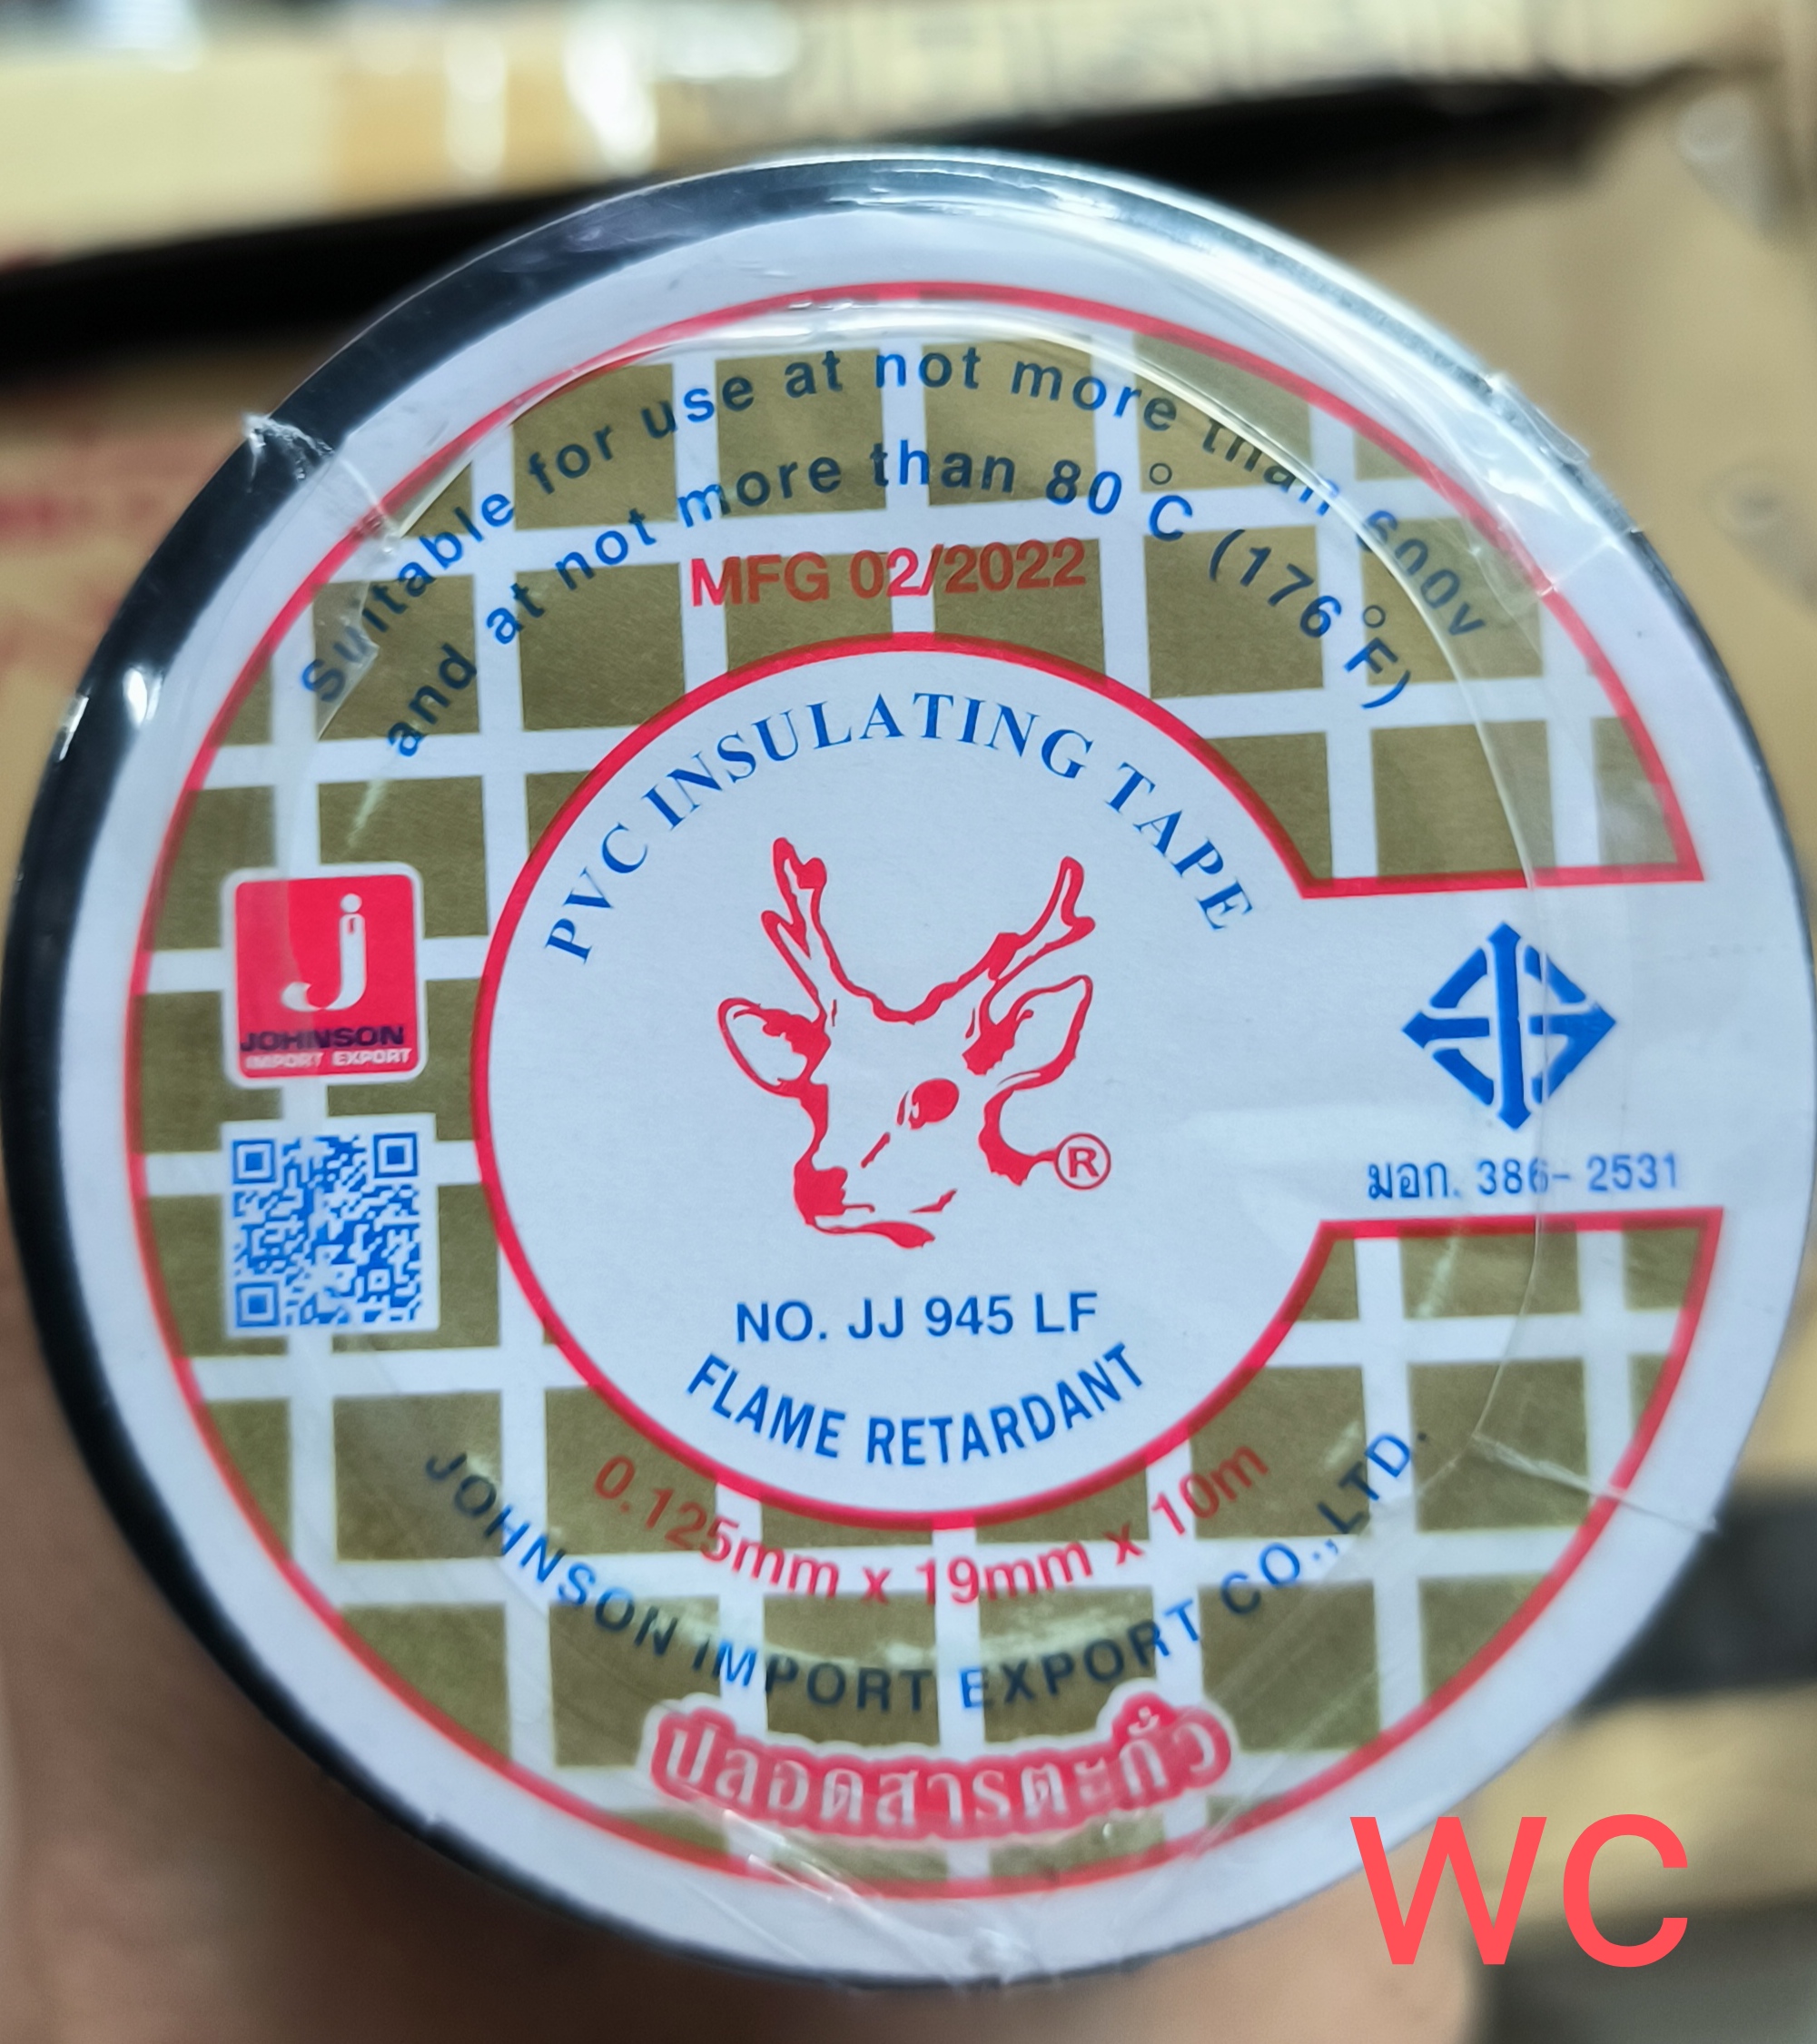 suitable for use at not more than 600v
and at not more than 80°C (176°F)
MFG 02/2022
PVC INSULATING TAPE
J
JOHNSON
IMPORT EXPORT
®
มอก. 386-2531
NO. JJ 945 LF
FLAME RETARDANT
0.125mm x 19mm x 10m
JOHNSON IMPORT EXPORT CO.,LTD.
ปลอดสารตะกั่ว
WC